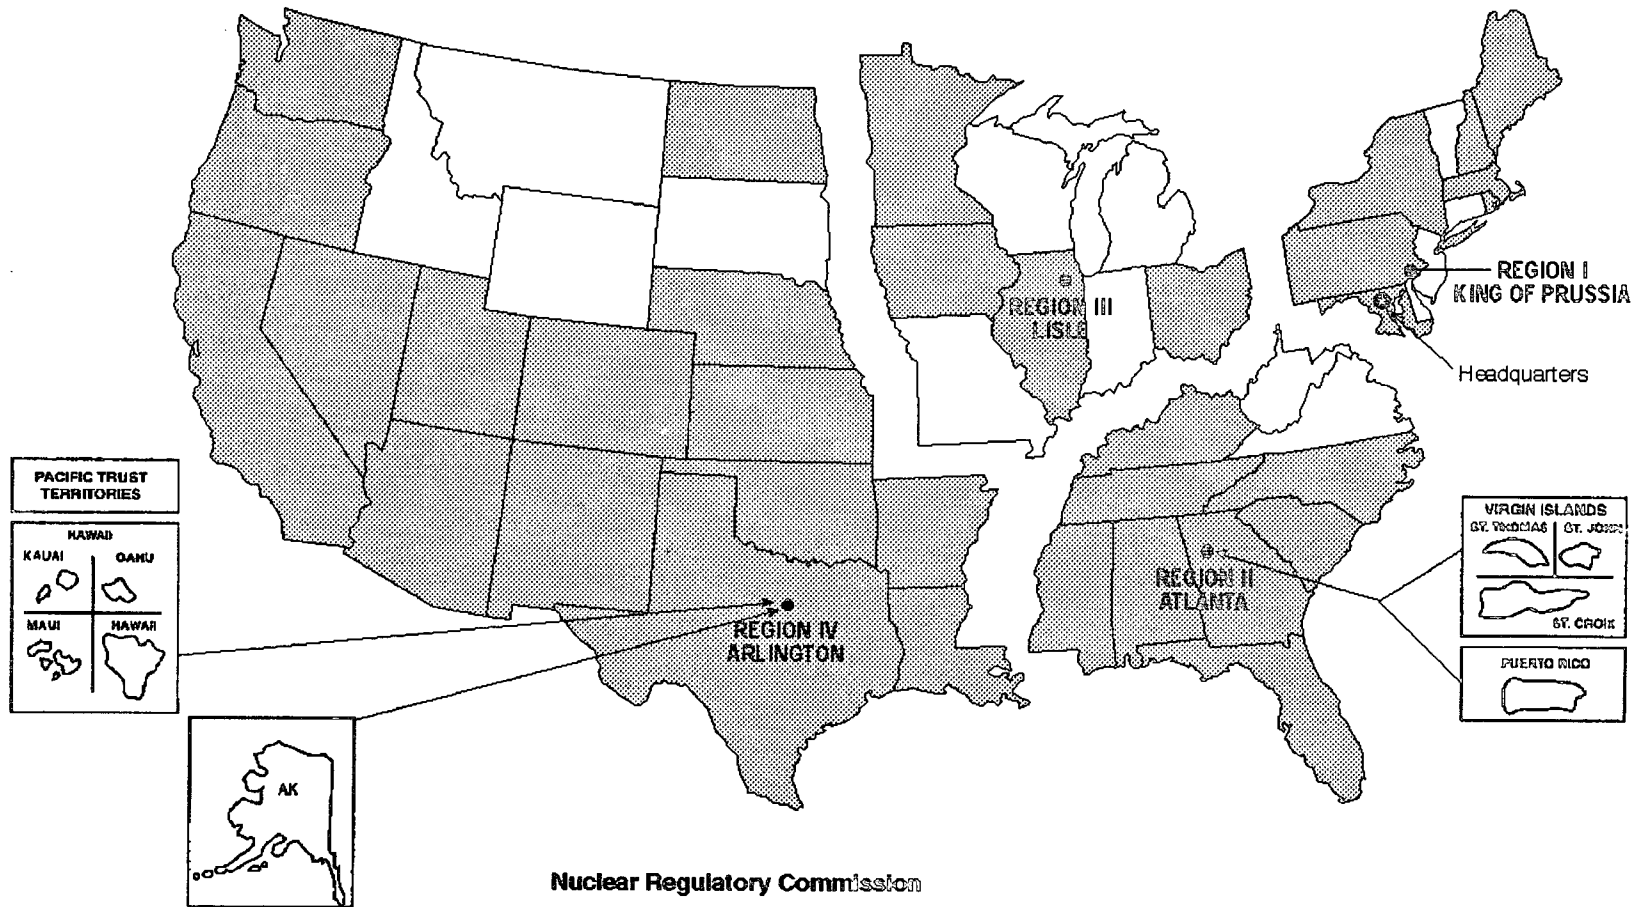 REGION I
KING OF PRUSSIA
REGION III
LISLE
Headquarters
PACIFIC TRUST
TERRITORIES
HAWAII
KAUAI
OAHU
MAUI
HAWAII
VIRGIN ISLANDS
ST. THOMAS
ST. JOHN
ST. CROIX
REGION II
ATLANTA
REGION IV
ARLINGTON
PUERTO RICO
AK
Nuclear Regulatory Commission